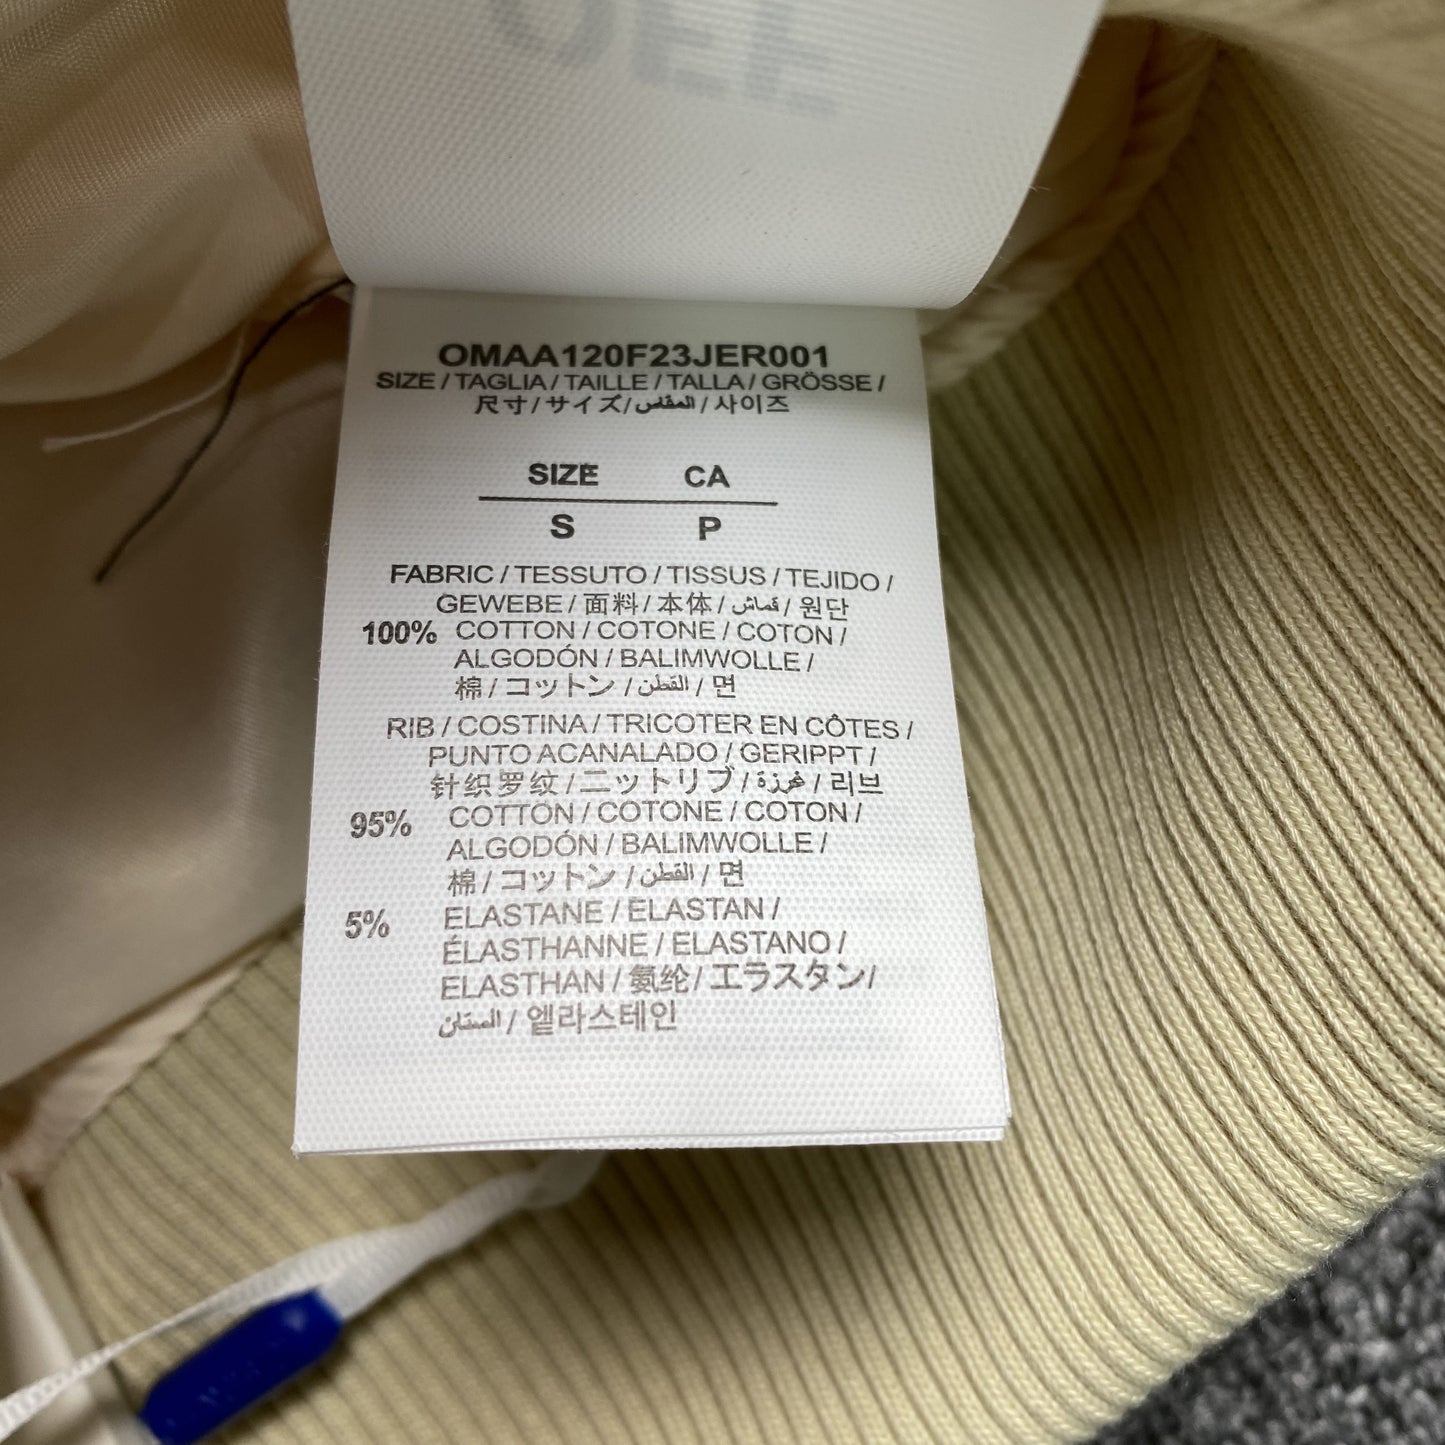 OMAA120F23JER001
SIZE / TAGLIA / TAILLE / TALLA / GRÖSSE /
尺寸 / サイズ / المقاس / 사이즈
SIZE CA
S P
FABRIC / TESSUTO / TISSUS / TEJIDO /
GEWEBE / 面料 / 本体 / قماش / 원단
100% COTTON / COTONE / COTON /
ALGODÓN / BALIMWOLLE /
棉 / コットン / القطن / 면
RIB / COSTINA / TRICOTER EN CÔTES /
PUNTO ACANALADO / GERIPPT /
针织罗纹 / ニットリブ / غرزة / 리브
95% COTTON / COTONE / COTON /
ALGODÓN / BALIMWOLLE /
棉 / コットン / القطن / 면
5% ELASTANE / ELASTAN /
ÉLASTHANNE / ELASTANO /
ELASTHAN / 氨纶 / エラスタン /
/ 엘라스테인